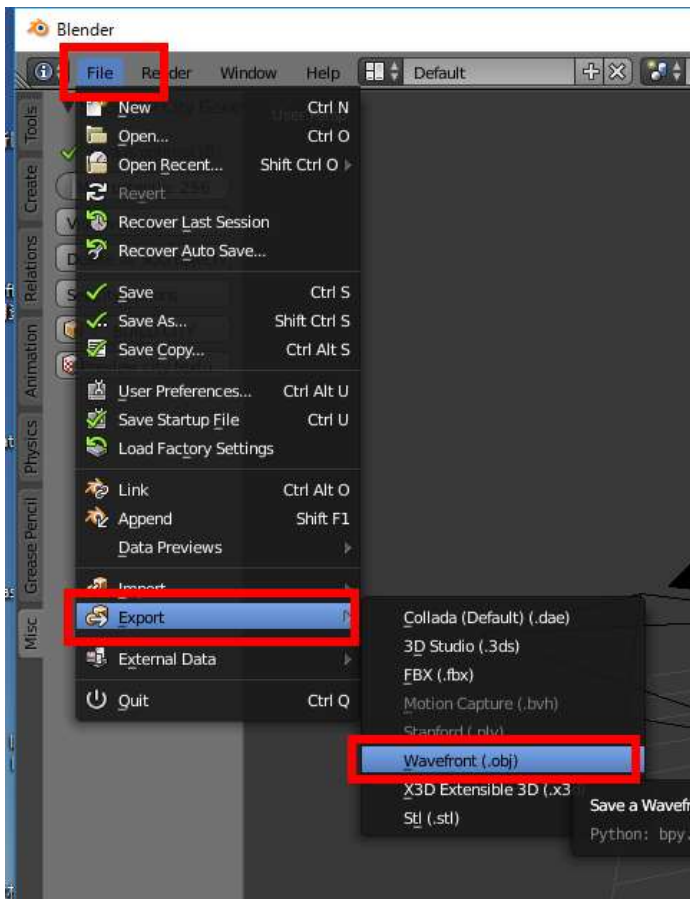 Blender
File Render Window Help Default
New Ctrl N
Open... Ctrl O
Open Recent... Shift Ctrl O
Revert
Recover Last Session
Recover Auto Save...
Save Ctrl S
Save As... Shift Ctrl S
Save Copy... Ctrl Alt S
User Preferences... Ctrl Alt U
Save Startup File Ctrl U
Load Factory Settings
Link Ctrl Alt O
Append Shift F1
Data Previews
Import
Export
External Data
Quit Ctrl Q
Collada (Default) (.dae)
3D Studio (.3ds)
FBX (.fbx)
Motion Capture (.bvh)
Stanford (.ply)
Wavefront (.obj)
X3D Extensible 3D (.x3
Stl (.stl)
Save a Wavefr
Python: bpy.
Tools
Create
Relations
Animation
Physics
Grease Pencil
Misc